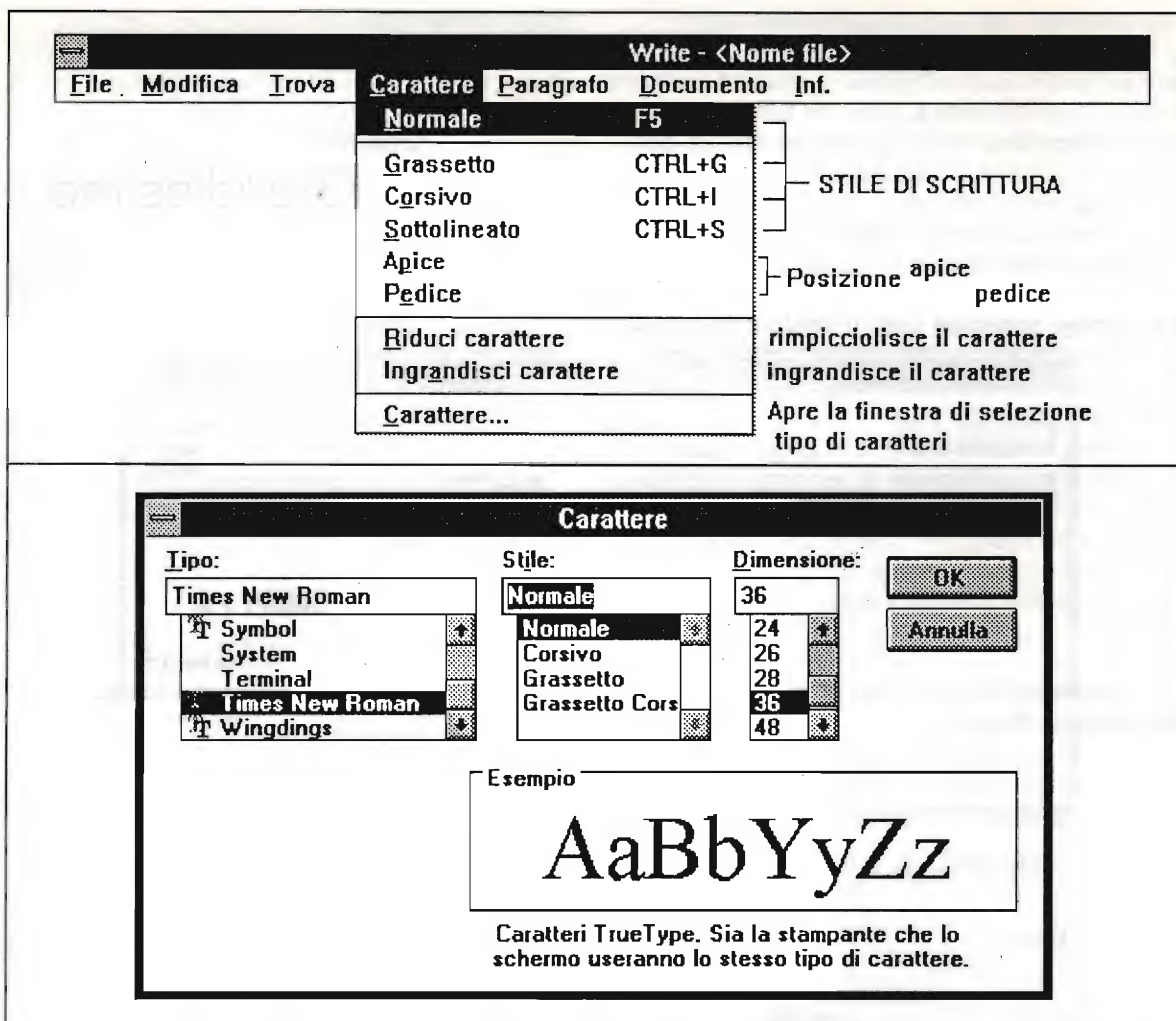 Write - <Nome file>
File Modifica Trova Carattere Paragrafo Documento Inf.
Normale F5
Grassetto CTRL+G
Corsivo CTRL+I
Sottolineato CTRL+S
STILE DI SCRITTURA
Apice
Pedice
Posizione apice
pedice
Riduci carattere rimpicciolisce il carattere
Ingrandisci carattere ingrandisce il carattere
Carattere... Apre la finestra di selezione
tipo di caratteri
Carattere
Tipo: Stile: Dimensione:
Times New Roman Normale 36 OK
Symbol Normale 24 Annulla
System Corsivo 26
Terminal Grassetto 28
Times New Roman Grassetto Cors 36
Wingdings 48
Esempio
AaBbYyZz
Caratteri TrueType. Sia la stampante che lo
schermo useranno lo stesso tipo di carattere.